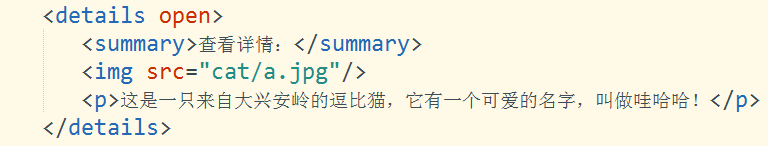 <details open>
<summary>查看详情：</summary>
<img src="cat/a.jpg"/>
<p>这是一只来自大兴安岭的逗比猫，它有一个可爱的名字，叫做哇哈哈！</p>
</details>